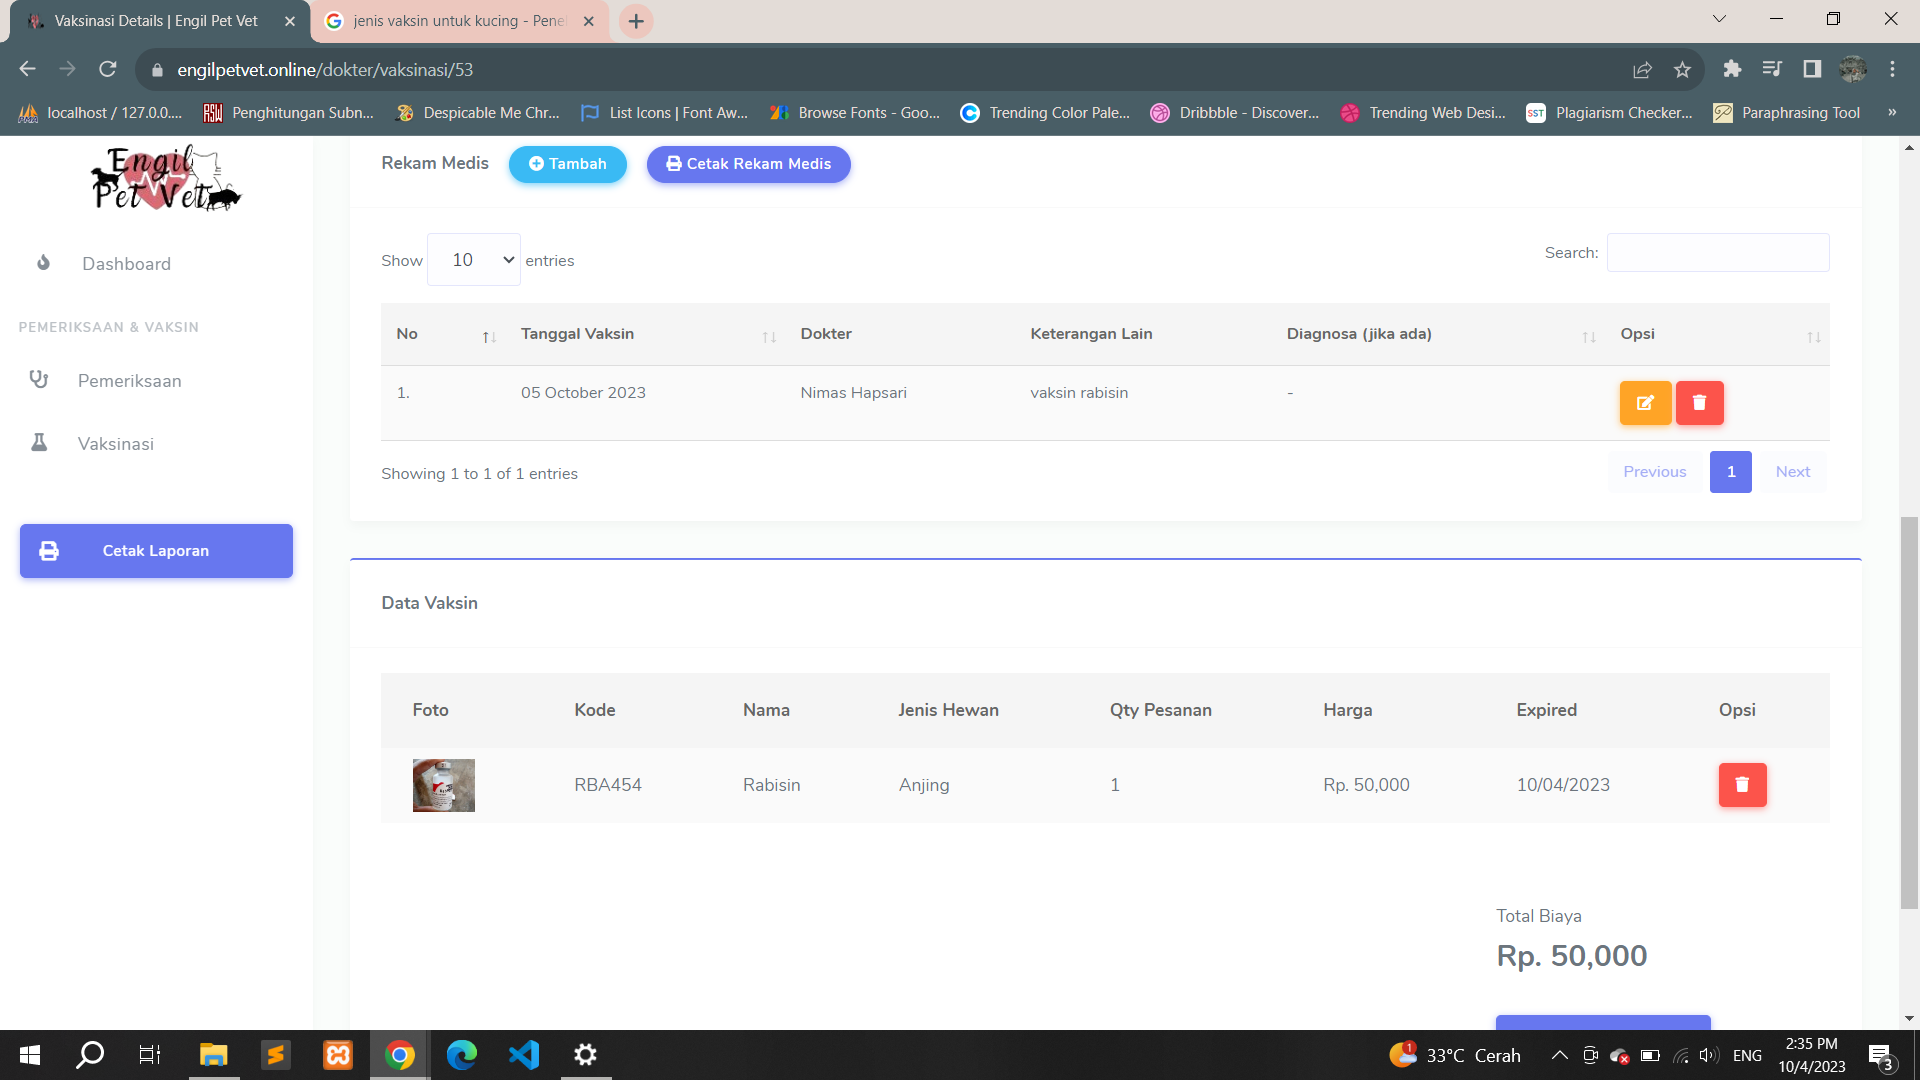 Vaksinasi Details | Engil Pet Vet
jenis vaksin untuk kucing - Pene
engilpetvet.online/dokter/vaksinasi/53
localhost / 127.0.0....
RSW
Penghitungan Subn...
Despicable Me Chr...
List Icons | Font Aw...
Browse Fonts - Goo...
Trending Color Pale...
Dribbble - Discover...
Trending Web Desi...
SST
Plagiarism Checker...
Paraphrasing Tool
»
Engil
Pet Vet
Dashboard
PEMERIKSAAN & VAKSIN
Pemeriksaan
Vaksinasi
Cetak Laporan
Rekam Medis
Tambah
Cetak Rekam Medis
Show 10 entries
Search:
No Tanggal Vaksin Dokter Keterangan Lain Diagnosa (jika ada) Opsi
1. 05 October 2023 Nimas Hapsari vaksin rabisin -
Showing 1 to 1 of 1 entries
Previous 1 Next
Data Vaksin
Foto Kode Nama Jenis Hewan Qty Pesanan Harga Expired Opsi
RBA454 Rabisin Anjing 1 Rp. 50,000 10/04/2023
Total Biaya
Rp. 50,000
1
33°C Cerah
ENG
2:35 PM
10/4/2023
3